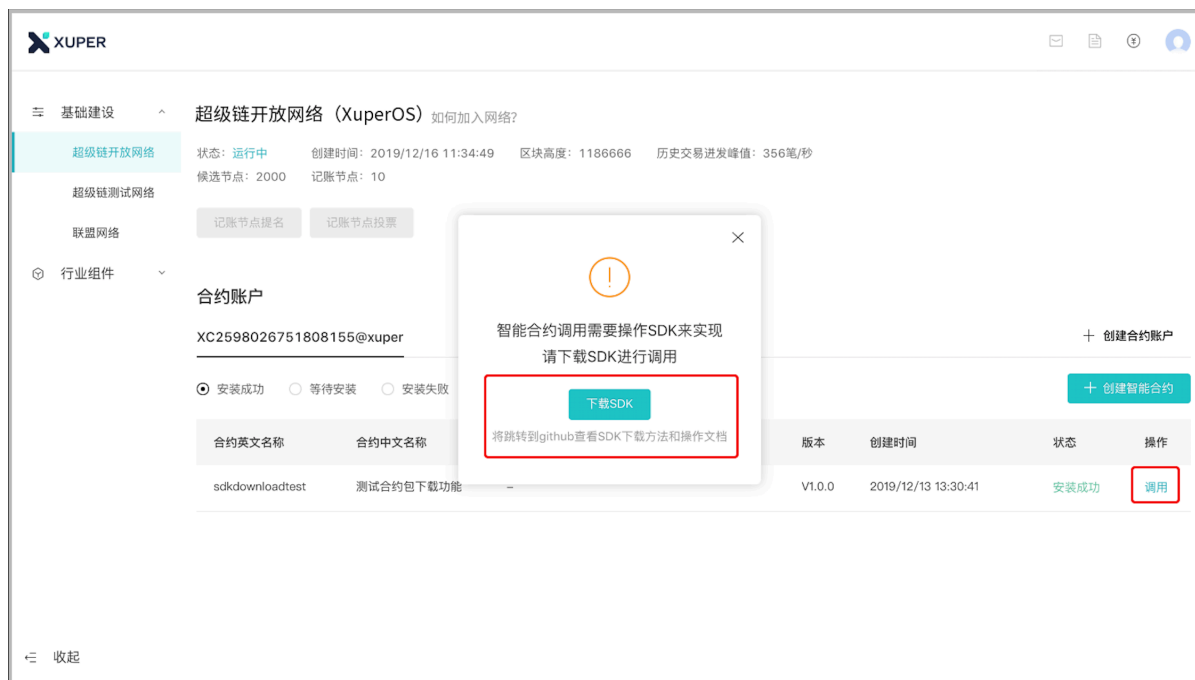 XUPER
基础建设
超级链开放网络
超级链测试网络
联盟网络
行业组件
收起
超级链开放网络（XuperOS） 如何加入网络?
状态：运行中 创建时间：2019/12/16 11:34:49 区块高度：1186666 历史交易进发峰值：356笔/秒
候选节点：2000 记账节点：10
记账节点提名 记账节点投票
合约账户
XC2598026751808155@xuper
+ 创建合约账户
安装成功 等待安装 安装失败
+ 创建智能合约
合约英文名称 合约中文名称 版本 创建时间 状态 操作
sdkdownloadtest 测试合约包下载功能 – V1.0.0 2019/12/13 13:30:41 安装成功 调用
智能合约调用需要操作SDK来实现
请下载SDK进行调用
下载SDK
将跳转到github查看SDK下载方法和操作文档